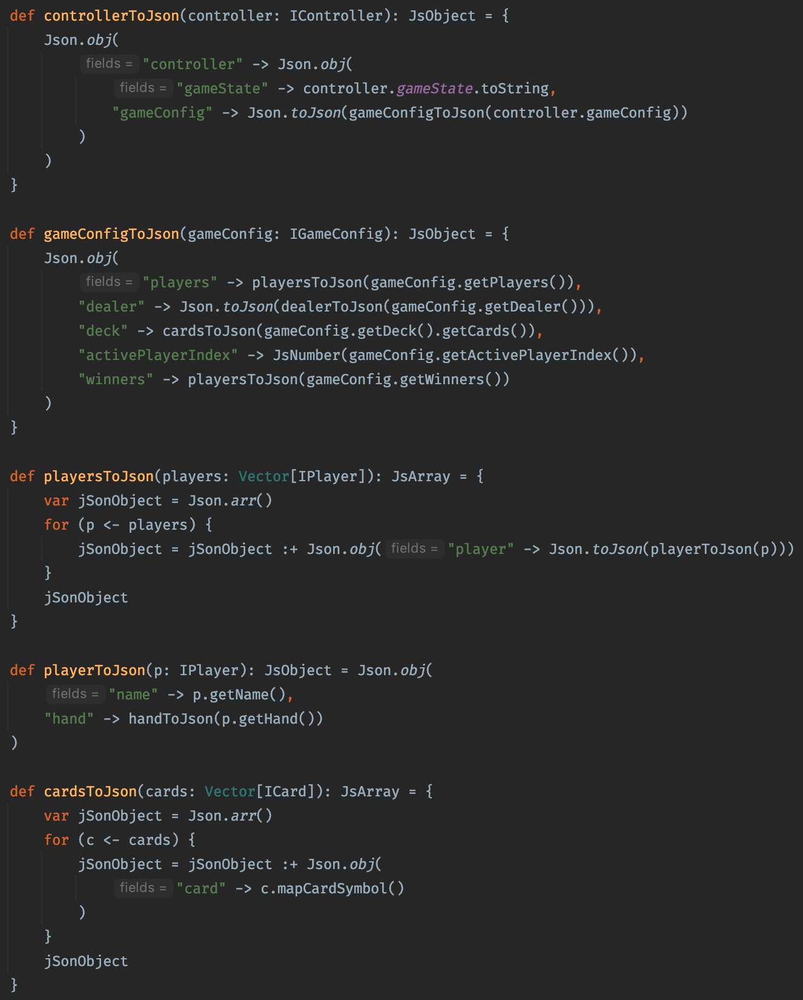 def controllerToJson(controller: IController): JsObject = {
    Json.obj(
        fields = "controller" -> Json.obj(
            fields = "gameState" -> controller.gameState.toString,
            "gameConfig" -> Json.toJson(gameConfigToJson(controller.gameConfig))
        )
    )
}

def gameConfigToJson(gameConfig: IGameConfig): JsObject = {
    Json.obj(
        fields = "players" -> playersToJson(gameConfig.getPlayers()),
        "dealer" -> Json.toJson(dealerToJson(gameConfig.getDealer())),
        "deck" -> cardsToJson(gameConfig.getDeck().getCards()),
        "activePlayerIndex" -> JsNumber(gameConfig.getActivePlayerIndex()),
        "winners" -> playersToJson(gameConfig.getWinners())
    )
}

def playersToJson(players: Vector[IPlayer]): JsArray = {
    var jSonObject = Json.arr()
    for (p <- players) {
        jSonObject = jSonObject :+ Json.obj( fields = "player" -> Json.toJson(playerToJson(p)))
    }
    jSonObject
}

def playerToJson(p: IPlayer): JsObject = Json.obj(
    fields = "name" -> p.getName(),
    "hand" -> handToJson(p.getHand())
)

def cardsToJson(cards: Vector[ICard]): JsArray = {
    var jSonObject = Json.arr()
    for (c <- cards) {
        jSonObject = jSonObject :+ Json.obj(
            fields = "card" -> c.mapCardSymbol()
        )
    }
    jSonObject
}